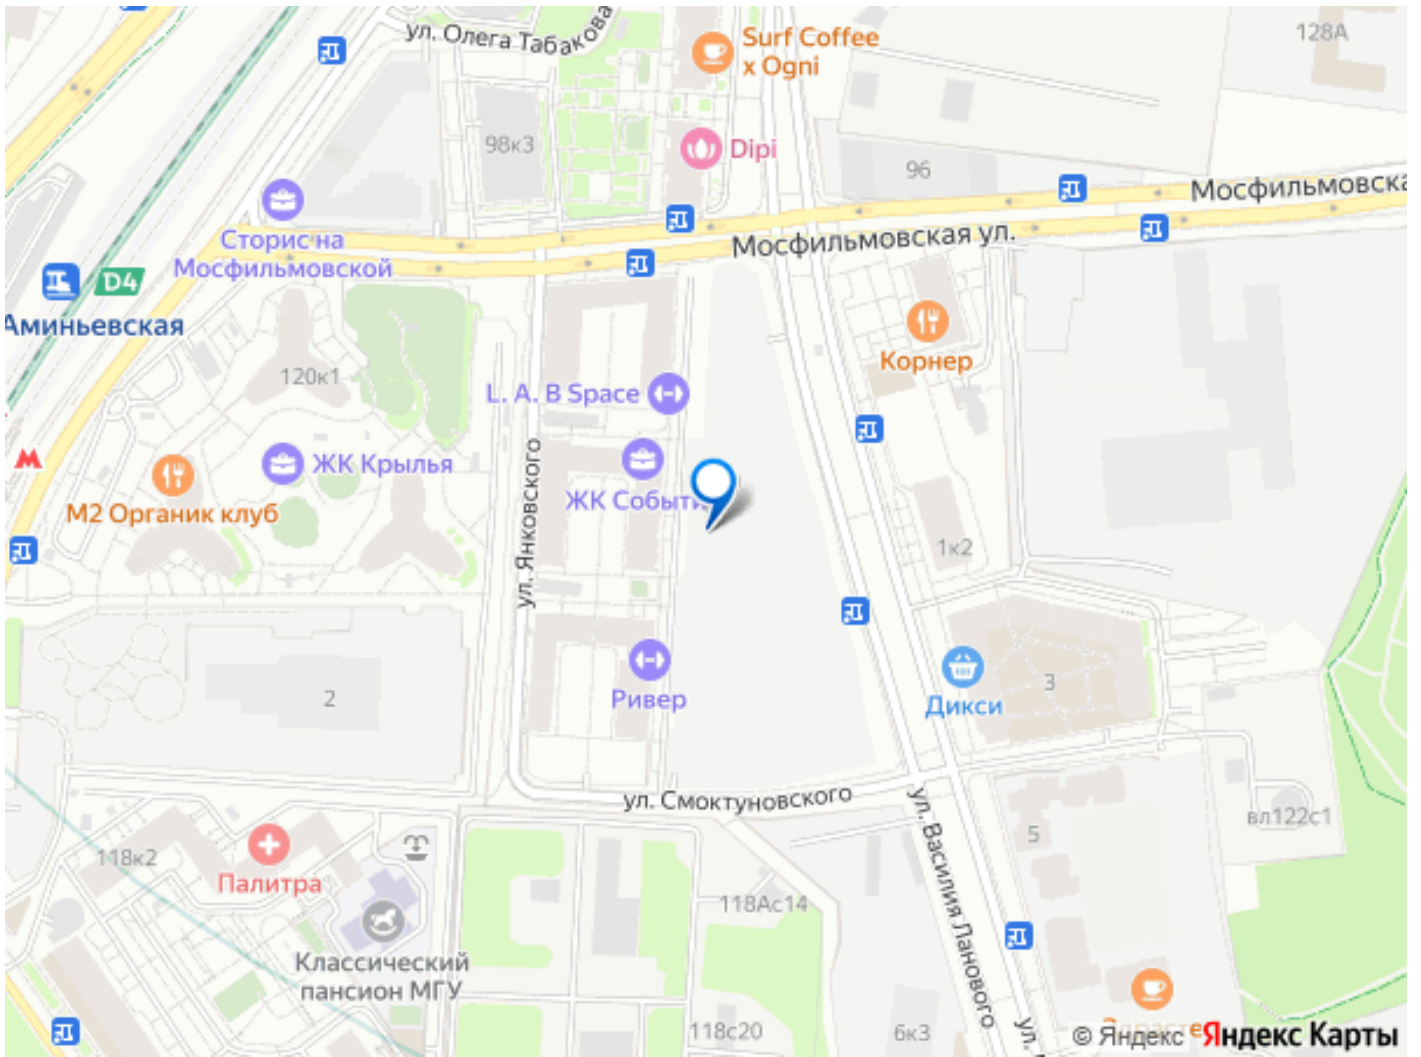 ул. Олега Табакова
Surf Coffee
x Ogni
128А
98к3
Dipi
96
Мосфильмовска
Сторис на
Мосфильмовской
Мосфильмовская ул.
D4
Аминьевская
120к1
Корнер
L. A. B Space
ЖК Крылья
ЖК Событи
М2 Органик клуб
ул. Янковского
1к2
2
Ривер
3
Дикси
ул. Смоктуновского
вл122с1
118к2
Палитра
5
118Ас14
ул. Василия Ланового
Классический
пансион МГУ
118с20
6к3
ул.
© Яндекс Яндекс Карты